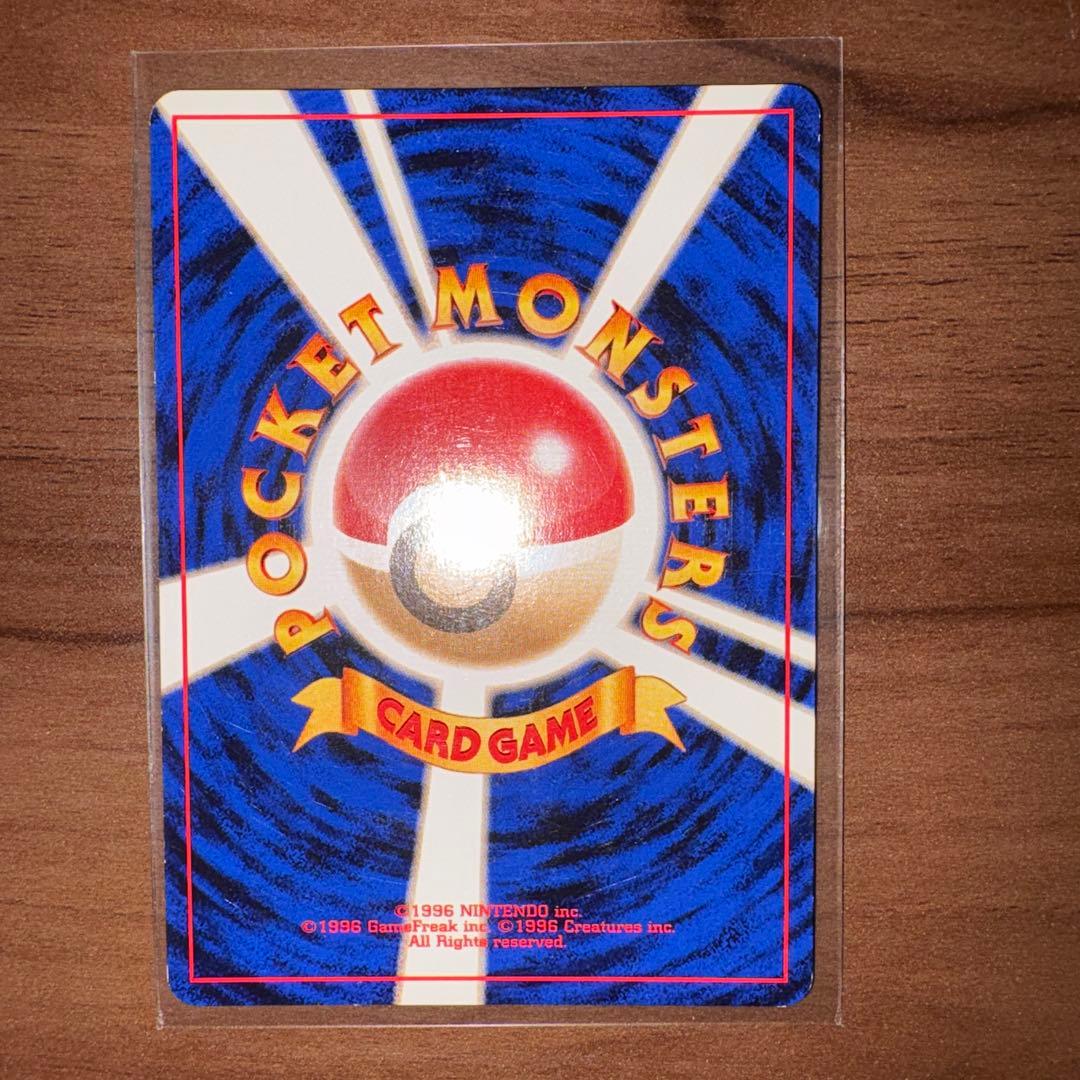 POCKET MONSTERS
CARD GAME
©1996 NINTENDO inc.
©1996 GameFreak inc. ©1996 Creatures inc.
All Rights reserved.